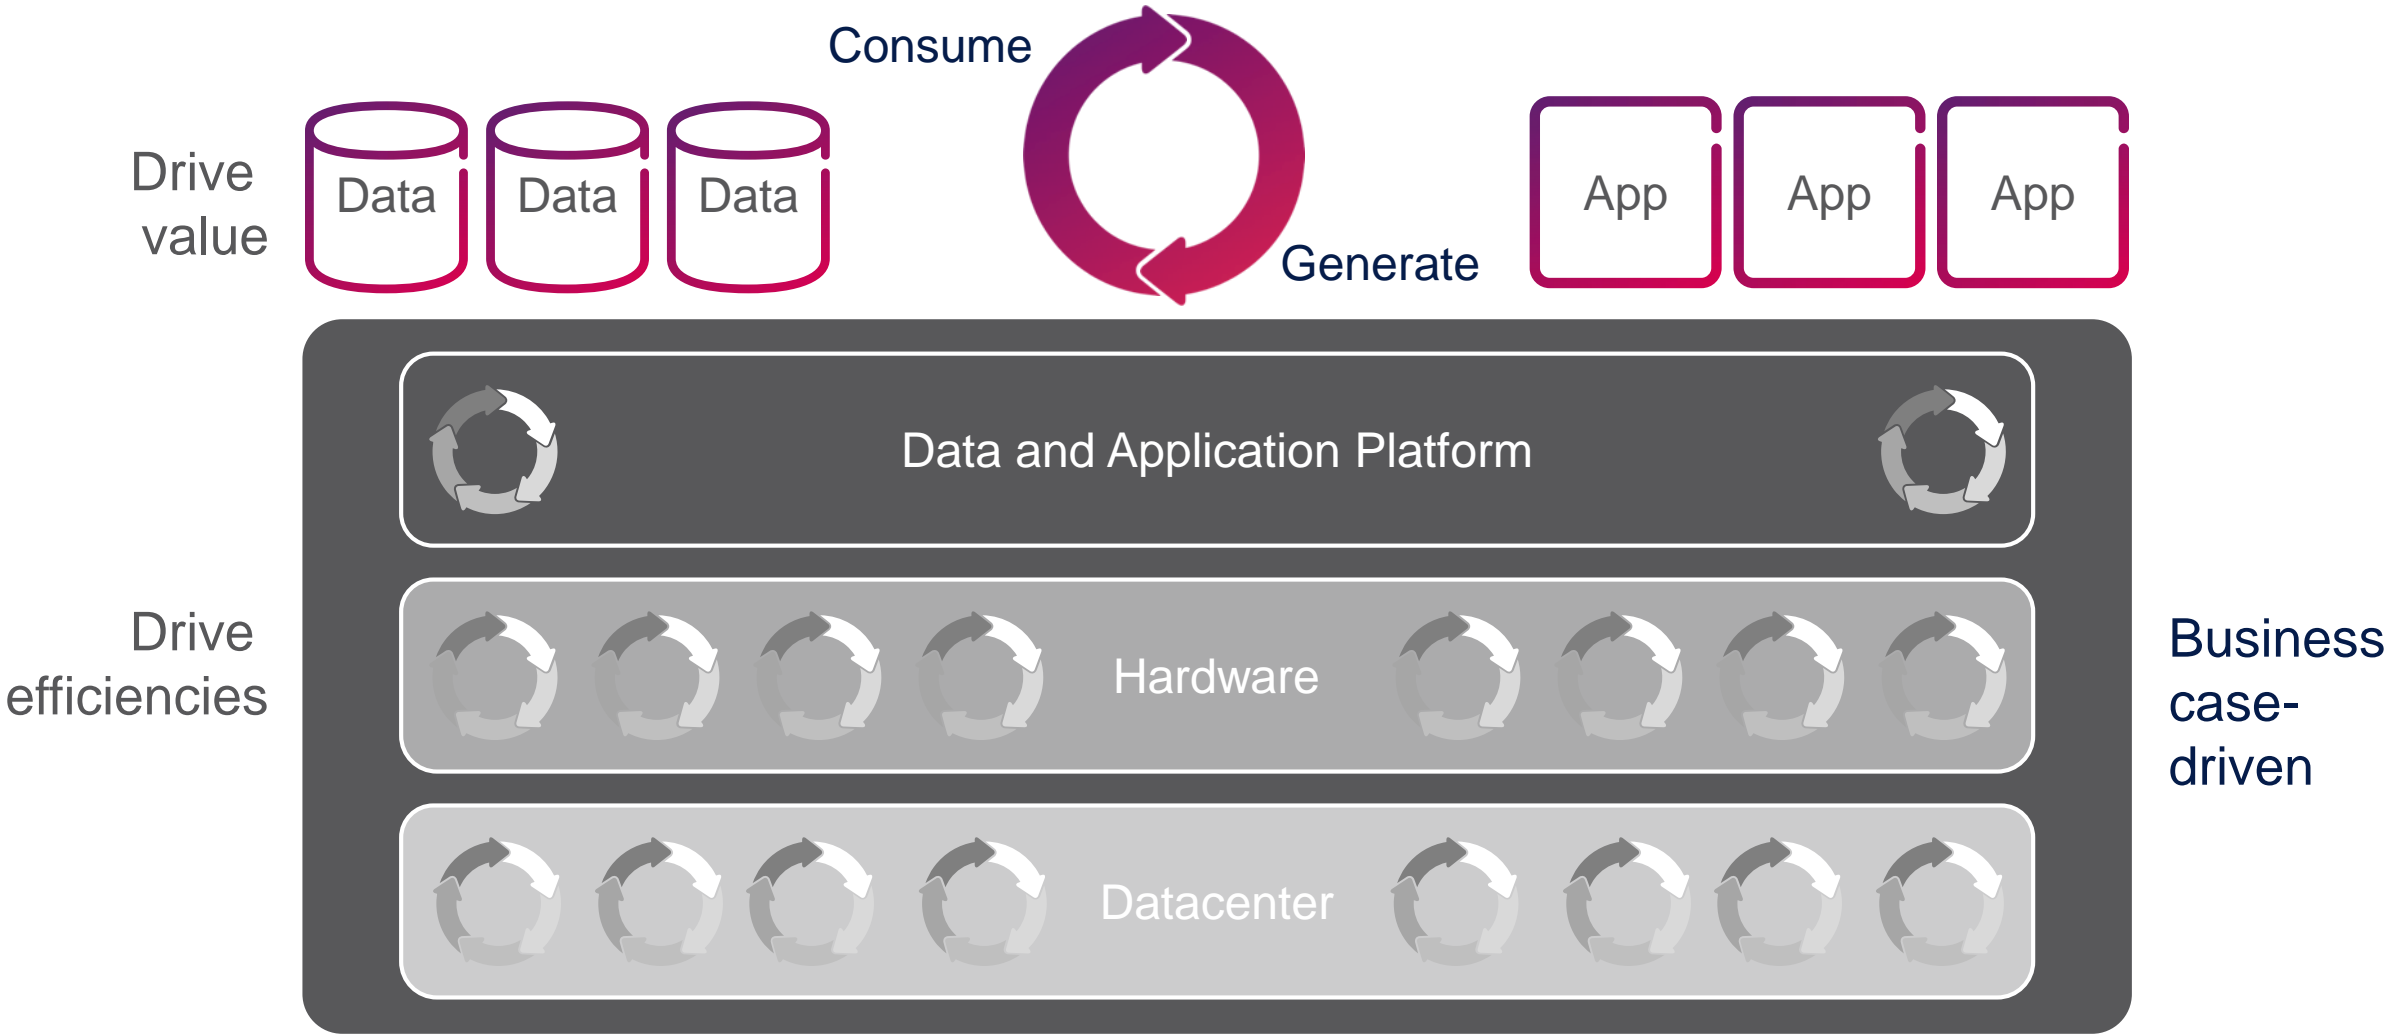 Consume
Drive
value
Data
Data
Data
Generate
App
App
App
Data and Application Platform
Drive
efficiencies
Hardware
Business
case-
driven
Datacenter